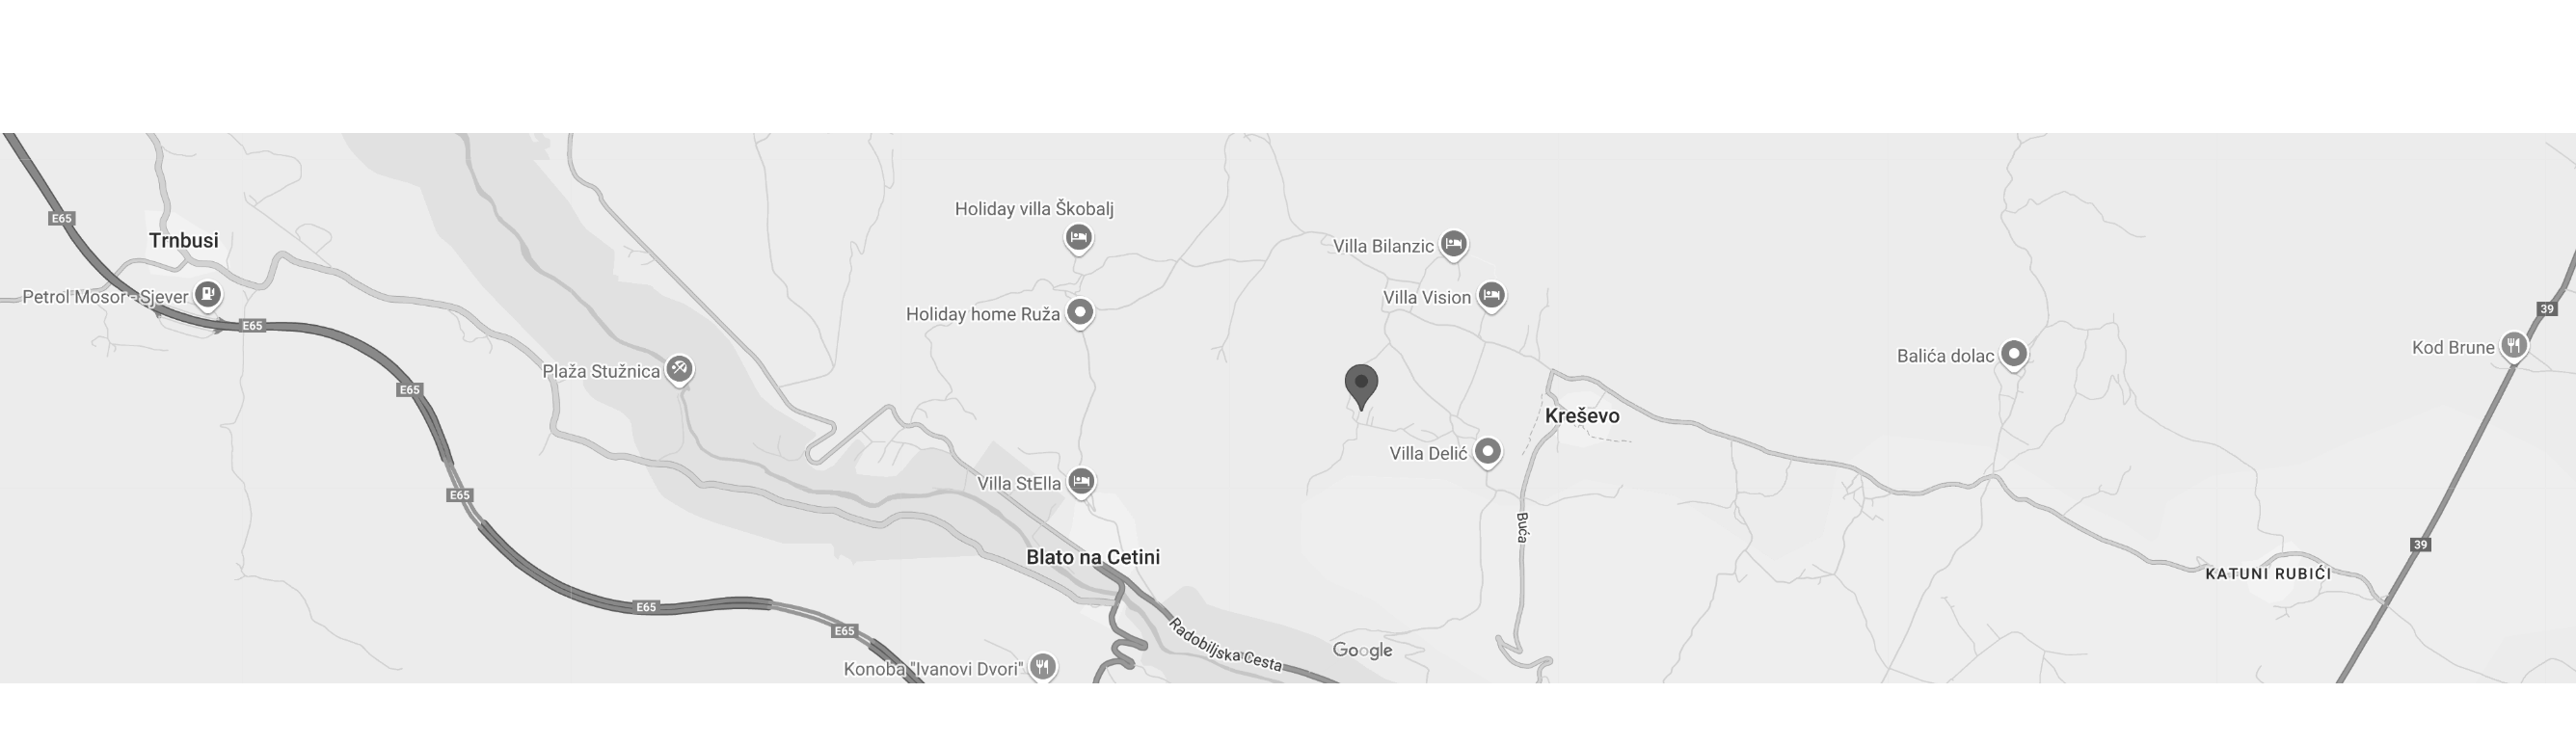 Holiday villa Škobalj
E65
Trnbusi
Villa Bilanzic
Petrol Mosor - Sjever
Villa Vision
39
Holiday home Ruža
E65
Kod Brune
Balića dolac
Plaža Stužnica
E65
Kreševo
Villa Delić
Villa StElla
E65
Buća
39
Blato na Cetini
KATUNI RUBIĆI
E65
E65
Radobiljska Cesta
Google
Konoba "Ivanovi Dvori"